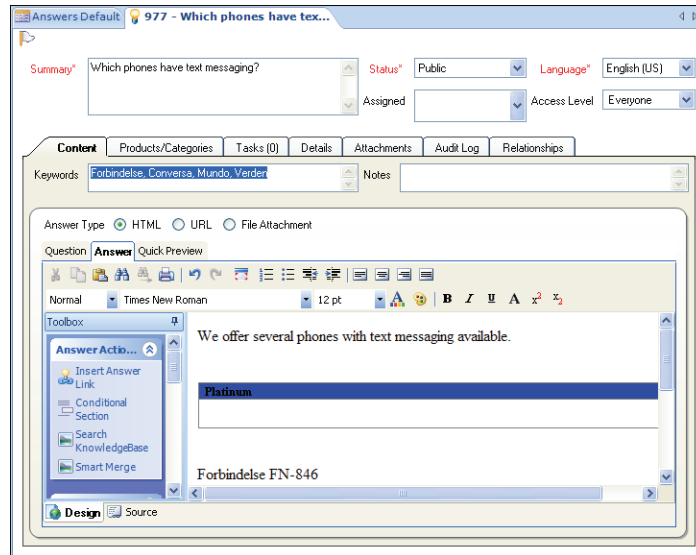 Answers Default 977 - Which phones have tex...
Summary* Which phones have text messaging? Status* Public Language* English (US)
Assigned Access Level Everyone
Content Products/Categories Tasks (0) Details Attachments Audit Log Relationships
Keywords Forbindelse, Conversa, Mundo, Verden Notes
Answer Type HTML URL File Attachment
Question Answer Quick Preview
Normal Times New Roman 12 pt A B I U A x² x₂
Toolbox
We offer several phones with text messaging available.
Answer Actio...
Insert Answer
Link
Platinum
Conditional
Section
Search
KnowledgeBase
Smart Merge
Forbindelse FN-846
Design Source